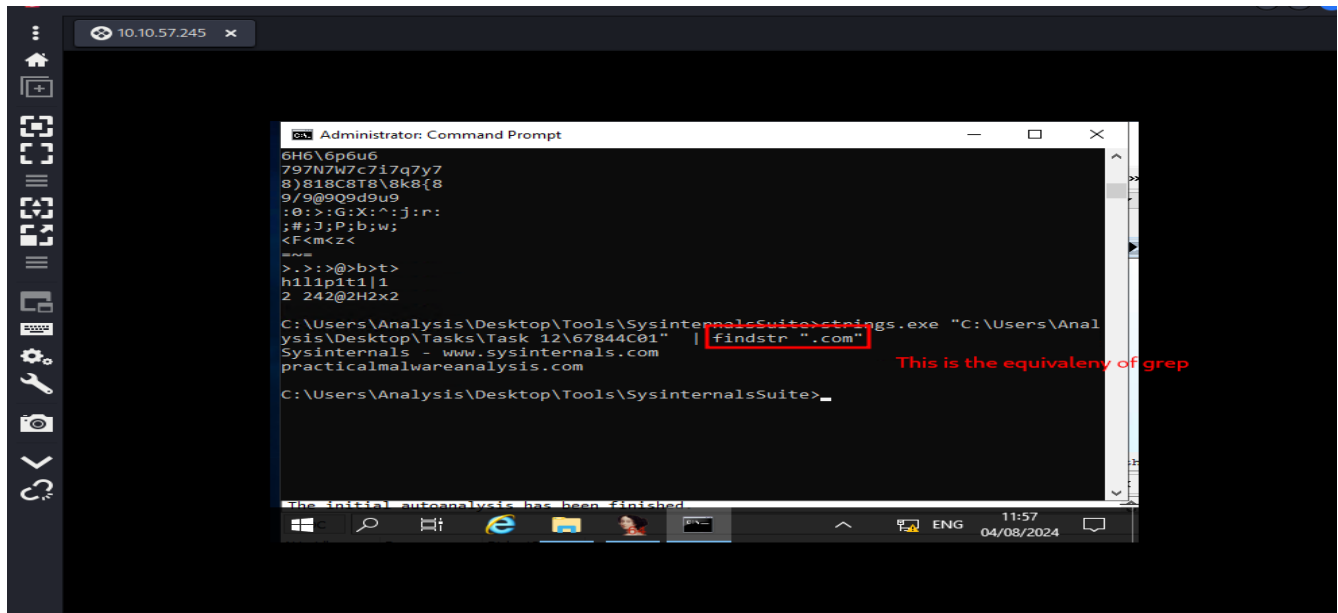 10.10.57.245
Administrator: Command Prompt
6H6\6p6u6
797N7W7c7i7q7y7
8)818C8T8\8k8{8
9/9@9Q9d9u9
:0:>:G:X:^:j:r:
;#;J;P;b;w;
<F<m<z<
=~=
>.>:>@>b>t>
h1l1p1t1|1
2 242@2H2x2
C:\Users\Analysis\Desktop\Tools\SysinternalsSuite>strings.exe "C:\Users\Anal
ysis\Desktop\Tasks\Task 12\67844C01"  | findstr ".com"
Sysinternals - www.sysinternals.com
This is the equivaleny of grep
practicalmalwareanalysis.com
C:\Users\Analysis\Desktop\Tools\SysinternalsSuite>
The initial autoanalysis has been finished
ENG
11:57
04/08/2024